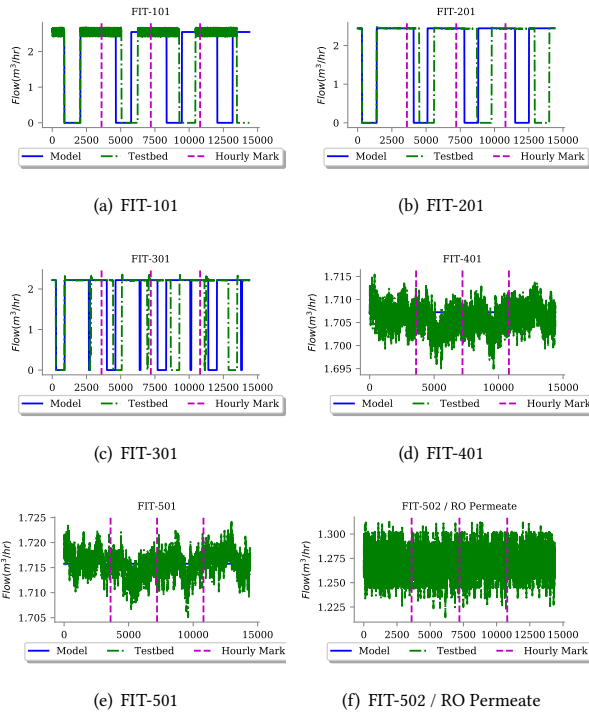 FIT-101
Flow(m³/hr)
2
1
0
0 2500 5000 7500 10000 12500 15000
Model Testbed Hourly Mark
(a) FIT-101
FIT-201
Flow(m³/hr)
2
1
0
0 2500 5000 7500 10000 12500 15000
Model Testbed Hourly Mark
(b) FIT-201
FIT-301
Flow(m³/hr)
2
1
0
0 2500 5000 7500 10000 12500 15000
Model Testbed Hourly Mark
(c) FIT-301
FIT-401
Flow(m³/hr)
1.715
1.710
1.705
1.700
1.695
0 5000 10000 15000
Model Testbed Hourly Mark
(d) FIT-401
FIT-501
Flow(m³/hr)
1.725
1.720
1.715
1.710
1.705
0 5000 10000 15000
Model Testbed Hourly Mark
(e) FIT-501
FIT-502 / RO Permeate
Flow(m³/hr)
1.300
1.275
1.250
1.225
0 2500 5000 7500 10000 12500 15000
Model Testbed Hourly Mark
(f) FIT-502 / RO Permeate